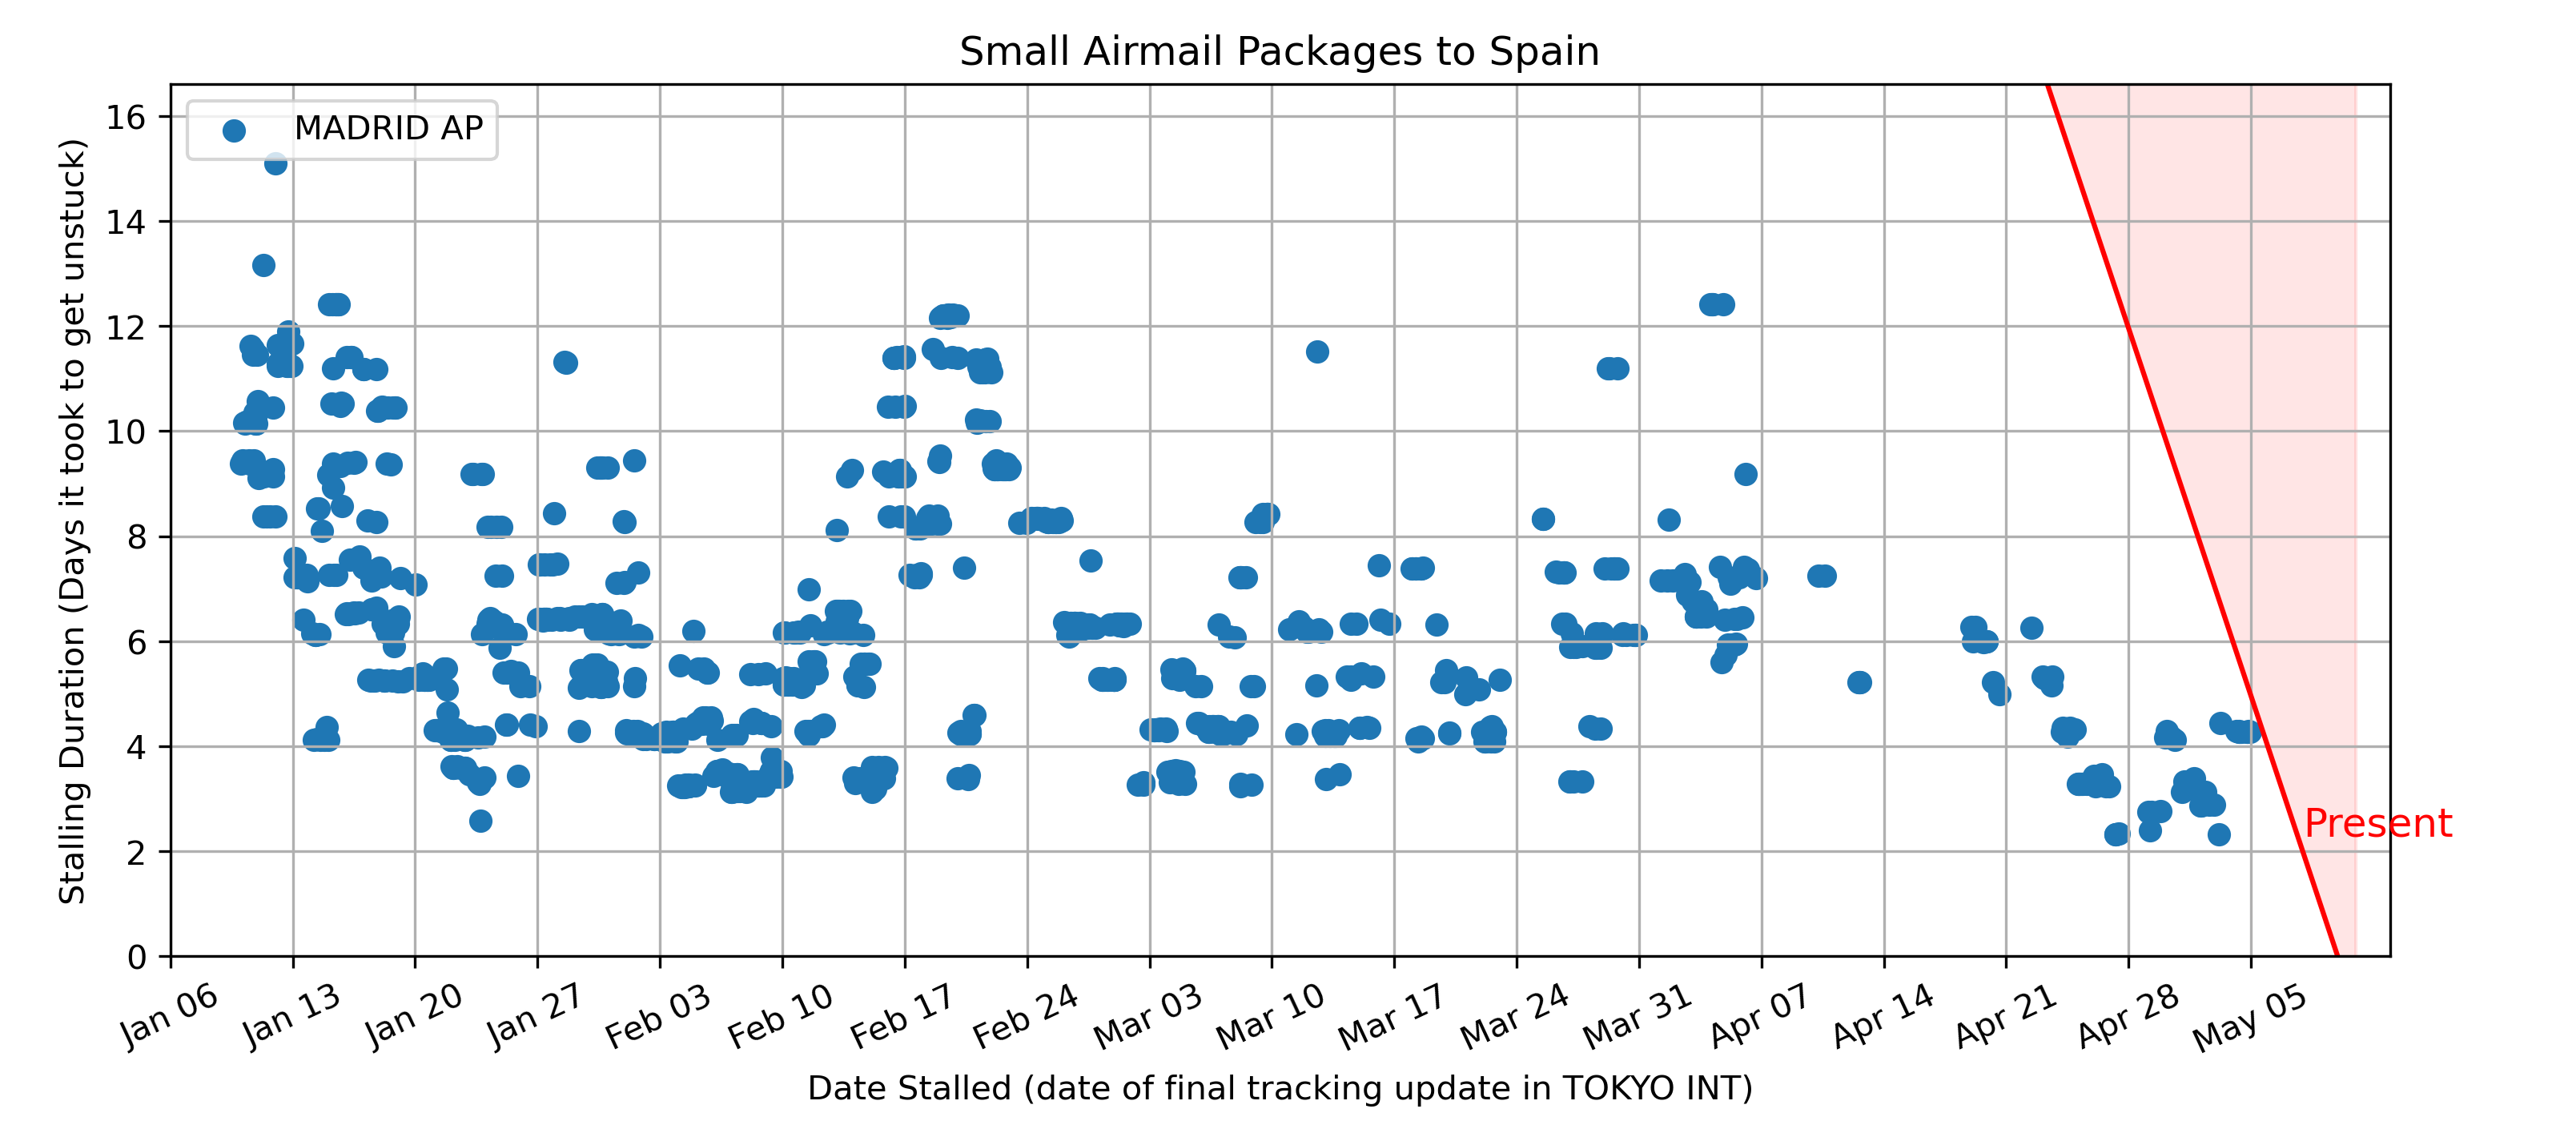 Small Airmail Packages to Spain
MADRID AP
Stalling Duration (Days it took to get unstuck)
16
14
12
10
8
6
4
2
0
Present
Jan 06
Jan 13
Jan 20
Jan 27
Feb 03
Feb 10
Feb 17
Feb 24
Mar 03
Mar 10
Mar 17
Mar 24
Mar 31
Apr 07
Apr 14
Apr 21
Apr 28
May 05
Date Stalled (date of final tracking update in TOKYO INT)